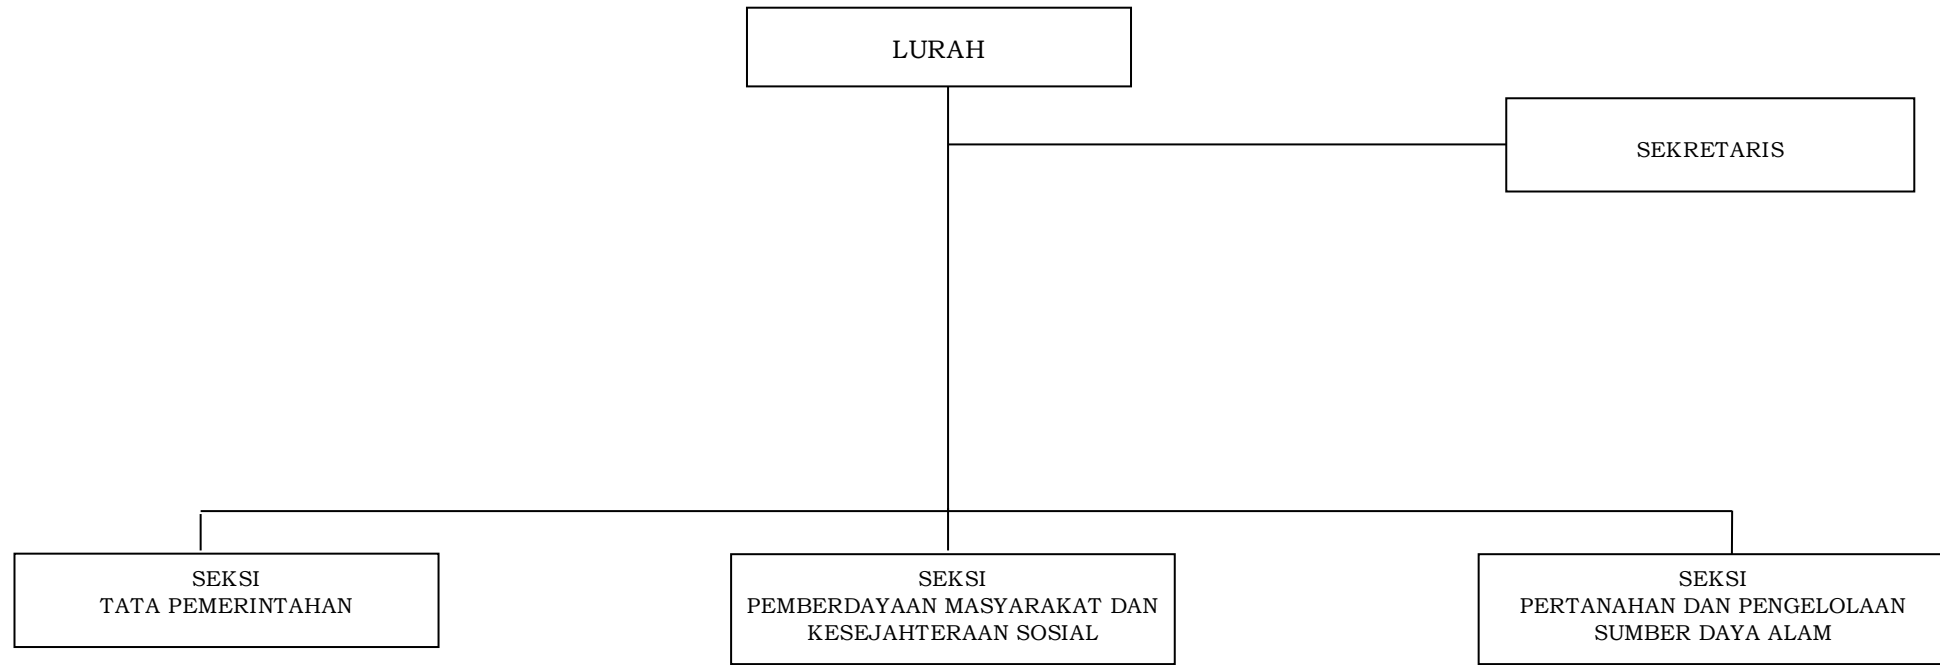 LURAH
SEKRETARIS
SEKSI
TATA PEMERINTAHAN
SEKSI
PEMBERDAYAAN MASYARAKAT DAN
KESEJAHTERAAN SOSIAL
SEKSI
PERTANAHAN DAN PENGELOLAAN
SUMBER DAYA ALAM